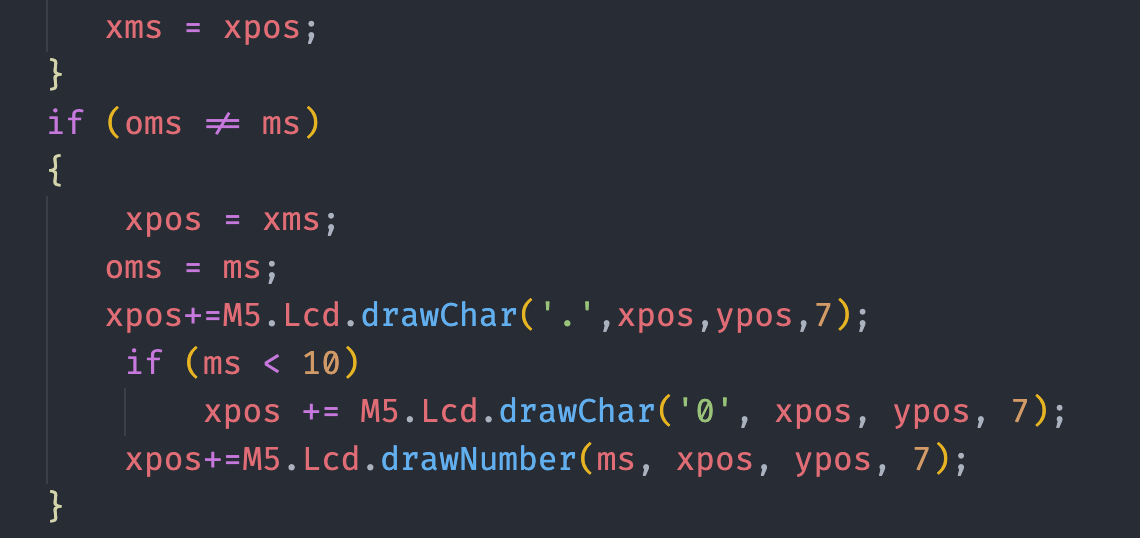 xms = xpos;
}
if (oms != ms)
{
xpos = xms;
oms = ms;
xpos+=M5.Lcd.drawChar('.',xpos,ypos,7);
if (ms < 10)
xpos += M5.Lcd.drawChar('0', xpos, ypos, 7);
xpos+=M5.Lcd.drawNumber(ms, xpos, ypos, 7);
}